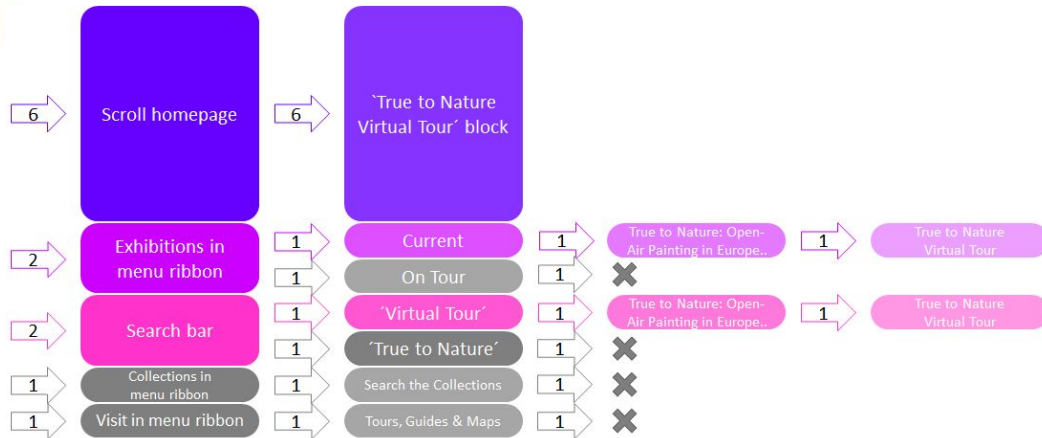 6
Scroll homepage
6
`True to Nature
Virtual Tour´ block
2
Exhibitions in
menu ribbon
1
Current
1
True to Nature: Open-
Air Painting in Europe..
1
True to Nature
Virtual Tour
1
On Tour
1
2
Search bar
1
´Virtual Tour´
1
True to Nature: Open-
Air Painting in Europe..
1
True to Nature
Virtual Tour
1
´True to Nature´
1
1
Collections in
menu ribbon
1
Search the Collections
1
1
Visit in menu ribbon
1
Tours, Guides & Maps
1